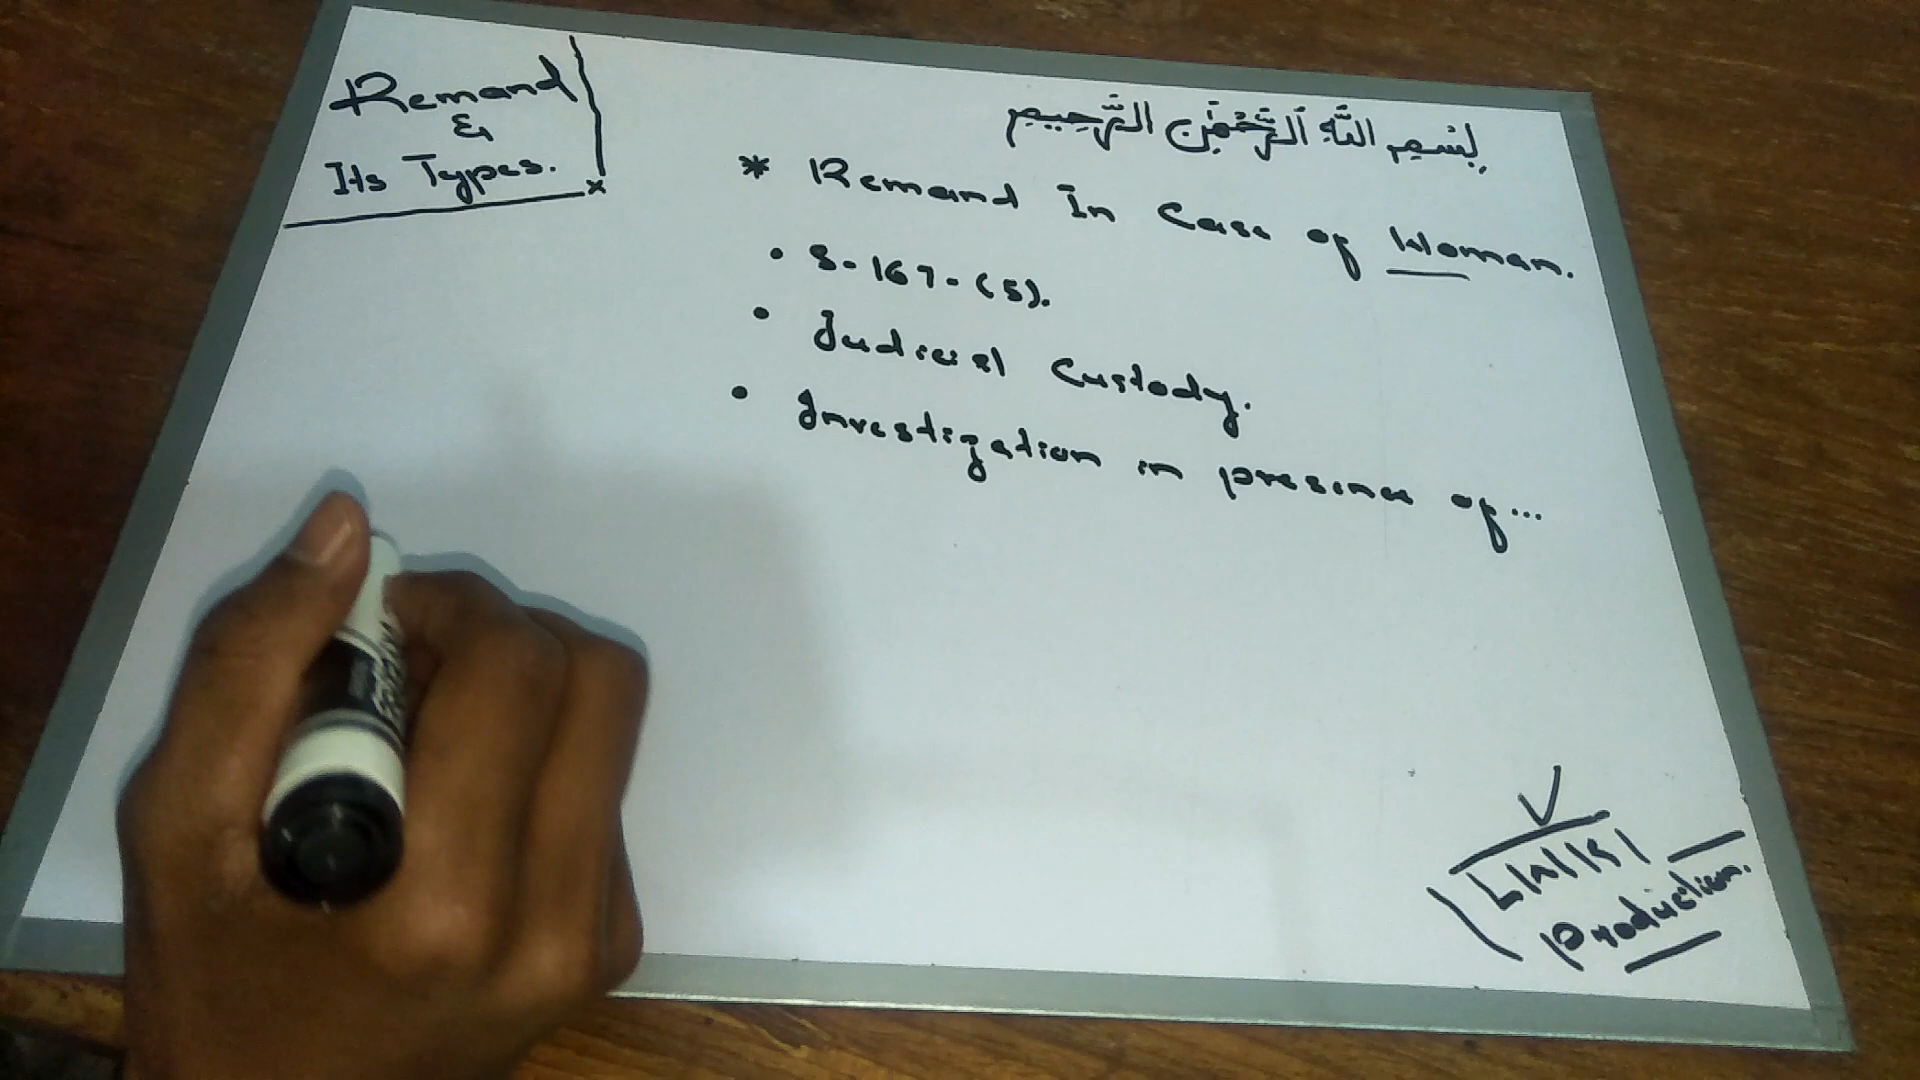 Remand
&
Its Types.
بِسْمِ اللَّهِ الرَّحْمٰنِ الرَّحِيمِ
* Remand In Case of Woman.
• S-167-(5).
• Judicial Custody.
• Investigation in presence of...
Production.